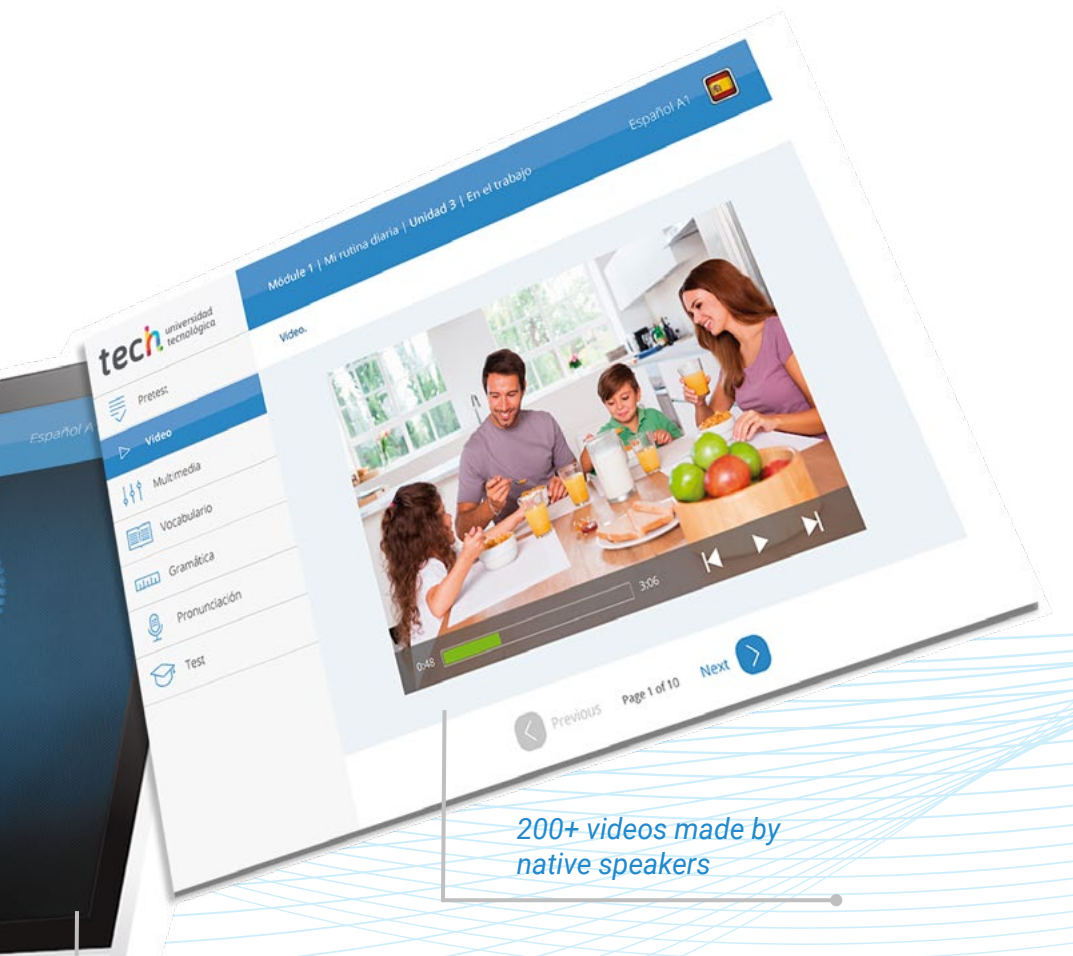 Español A1
Módule 1 | Mi rutina diaria | Unidad 3 | En el trabajo
tech universidad
tecnológica
Video.
Pretest
Video
Multimedia
Vocabulario
Gramática
Pronunciación
Test
0:48
3:06
Previous
Page 1 of 10
Next
Español A
200+ videos made by
native speakers